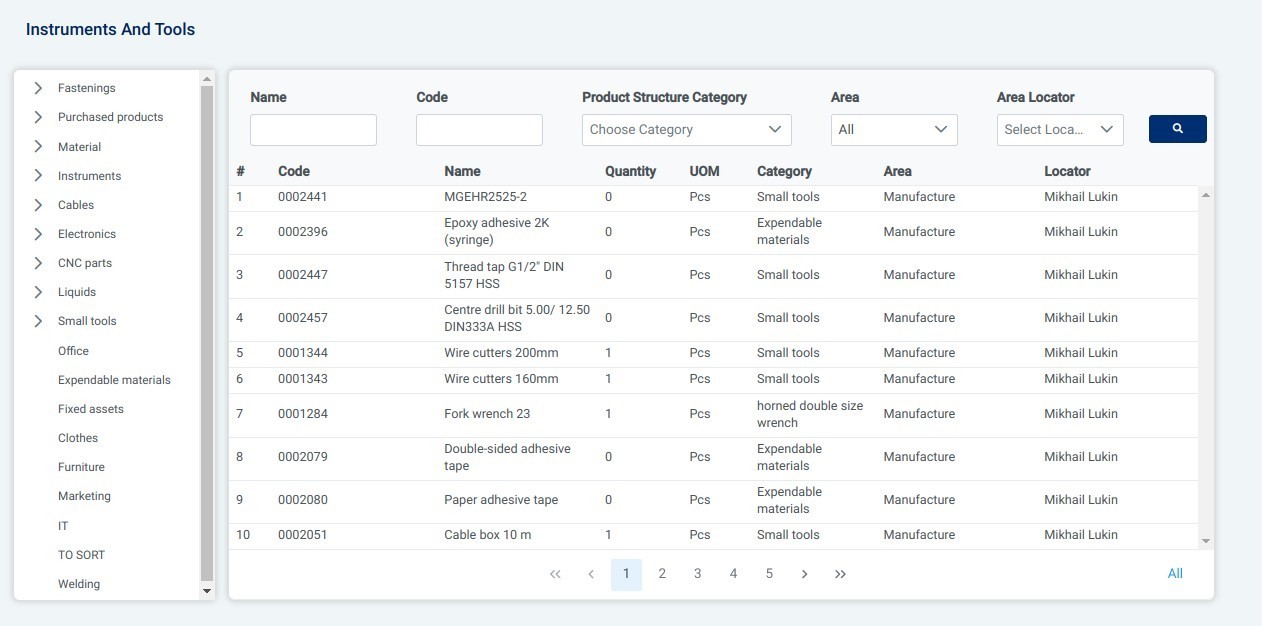 Instruments And Tools
Fastenings
Purchased products
Material
Instruments
Cables
Electronics
CNC parts
Liquids
Small tools
Office
Expendable materials
Fixed assets
Clothes
Furniture
Marketing
IT
TO SORT
Welding
Name Code Product Structure Category Area Area Locator
Choose Category All Select Loca...
# Code Name Quantity UOM Category Area Locator
1 0002441 MGEHR2525-2 0 Pcs Small tools Manufacture Mikhail Lukin
2 0002396 Epoxy adhesive 2K (syringe) 0 Pcs Expendable materials Manufacture Mikhail Lukin
3 0002447 Thread tap G1/2" DIN 5157 HSS 0 Pcs Small tools Manufacture Mikhail Lukin
4 0002457 Centre drill bit 5.00/ 12.50 DIN333A HSS 0 Pcs Small tools Manufacture Mikhail Lukin
5 0001344 Wire cutters 200mm 1 Pcs Small tools Manufacture Mikhail Lukin
6 0001343 Wire cutters 160mm 1 Pcs Small tools Manufacture Mikhail Lukin
7 0001284 Fork wrench 23 1 Pcs horned double size wrench Manufacture Mikhail Lukin
8 0002079 Double-sided adhesive tape 0 Pcs Expendable materials Manufacture Mikhail Lukin
9 0002080 Paper adhesive tape 0 Pcs Expendable materials Manufacture Mikhail Lukin
10 0002051 Cable box 10 m 1 Pcs Small tools Manufacture Mikhail Lukin
<< < 1 2 3 4 5 > >> All